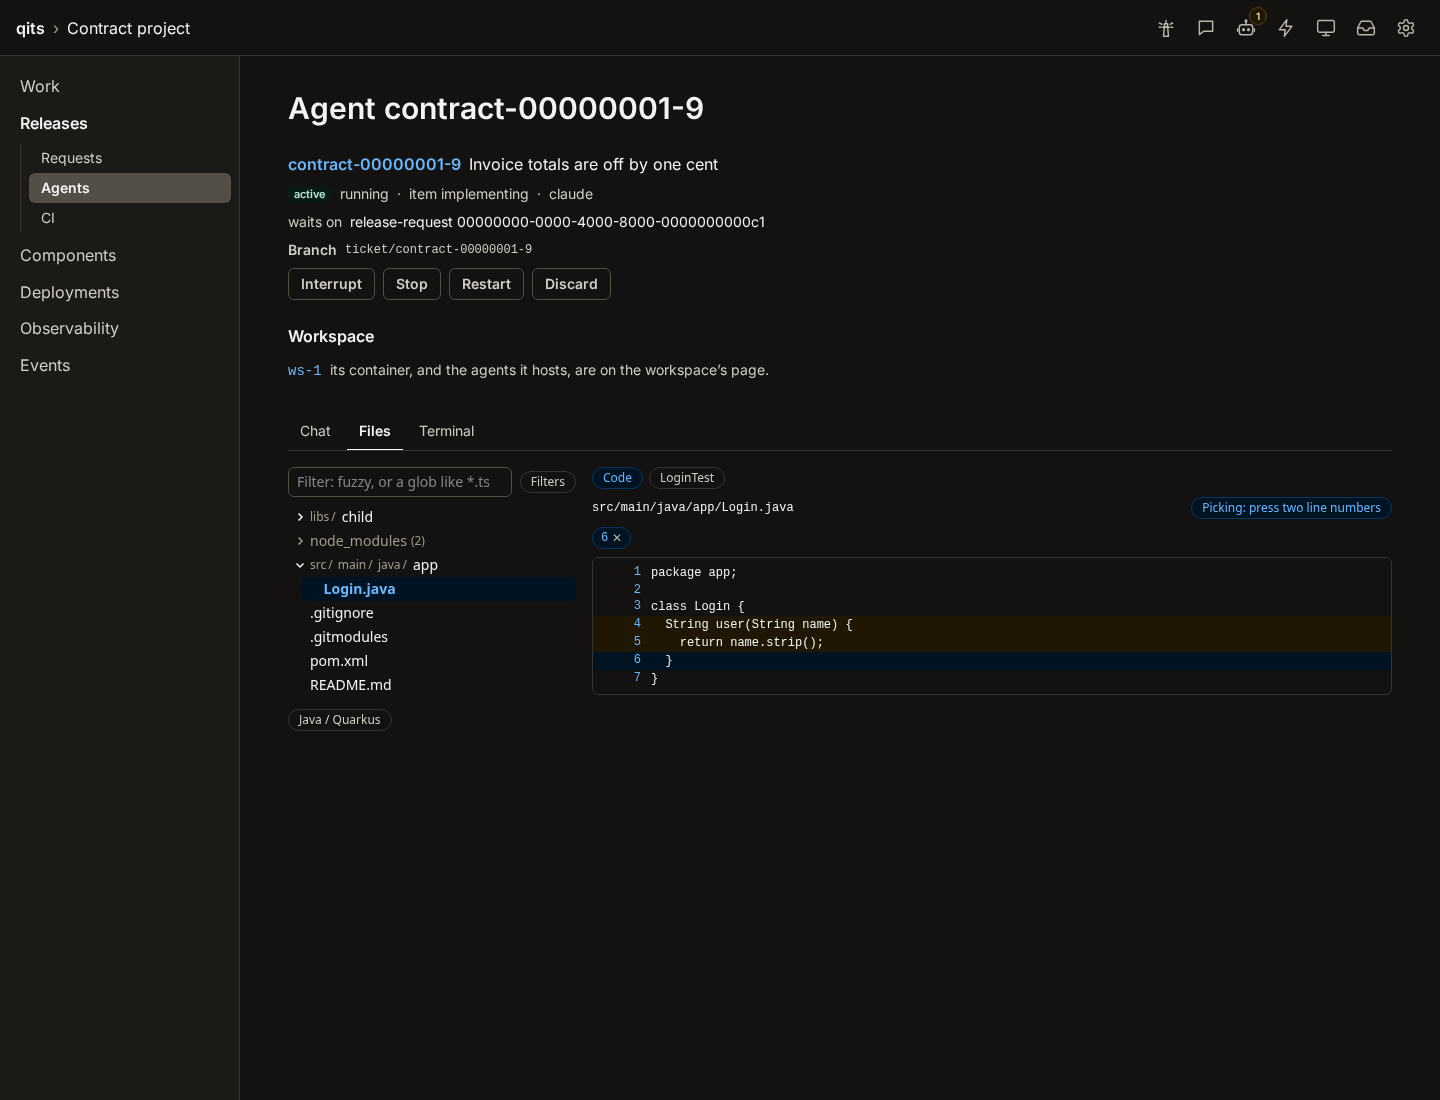 qits › Contract project
1
Work
Releases
Requests
Agents
CI
Components
Deployments
Observability
Events
Agent contract-00000001-9
contract-00000001-9 Invoice totals are off by one cent
active running · item implementing · claude
waits on release-request 00000000-0000-4000-8000-0000000000c1
Branch ticket/contract-00000001-9
Interrupt Stop Restart Discard
Workspace
ws-1 its container, and the agents it hosts, are on the workspace’s page.
Chat Files Terminal
Filter: fuzzy, or a glob like *.ts Filters
libs/ child
node_modules (2)
src/ main/ java/ app
Login.java
.gitignore
.gitmodules
pom.xml
README.md
Java / Quarkus
Code LoginTest
src/main/java/app/Login.java Picking: press two line numbers
6 ×
1 package app;
2
3 class Login {
4 String user(String name) {
5 return name.strip();
6 }
7 }